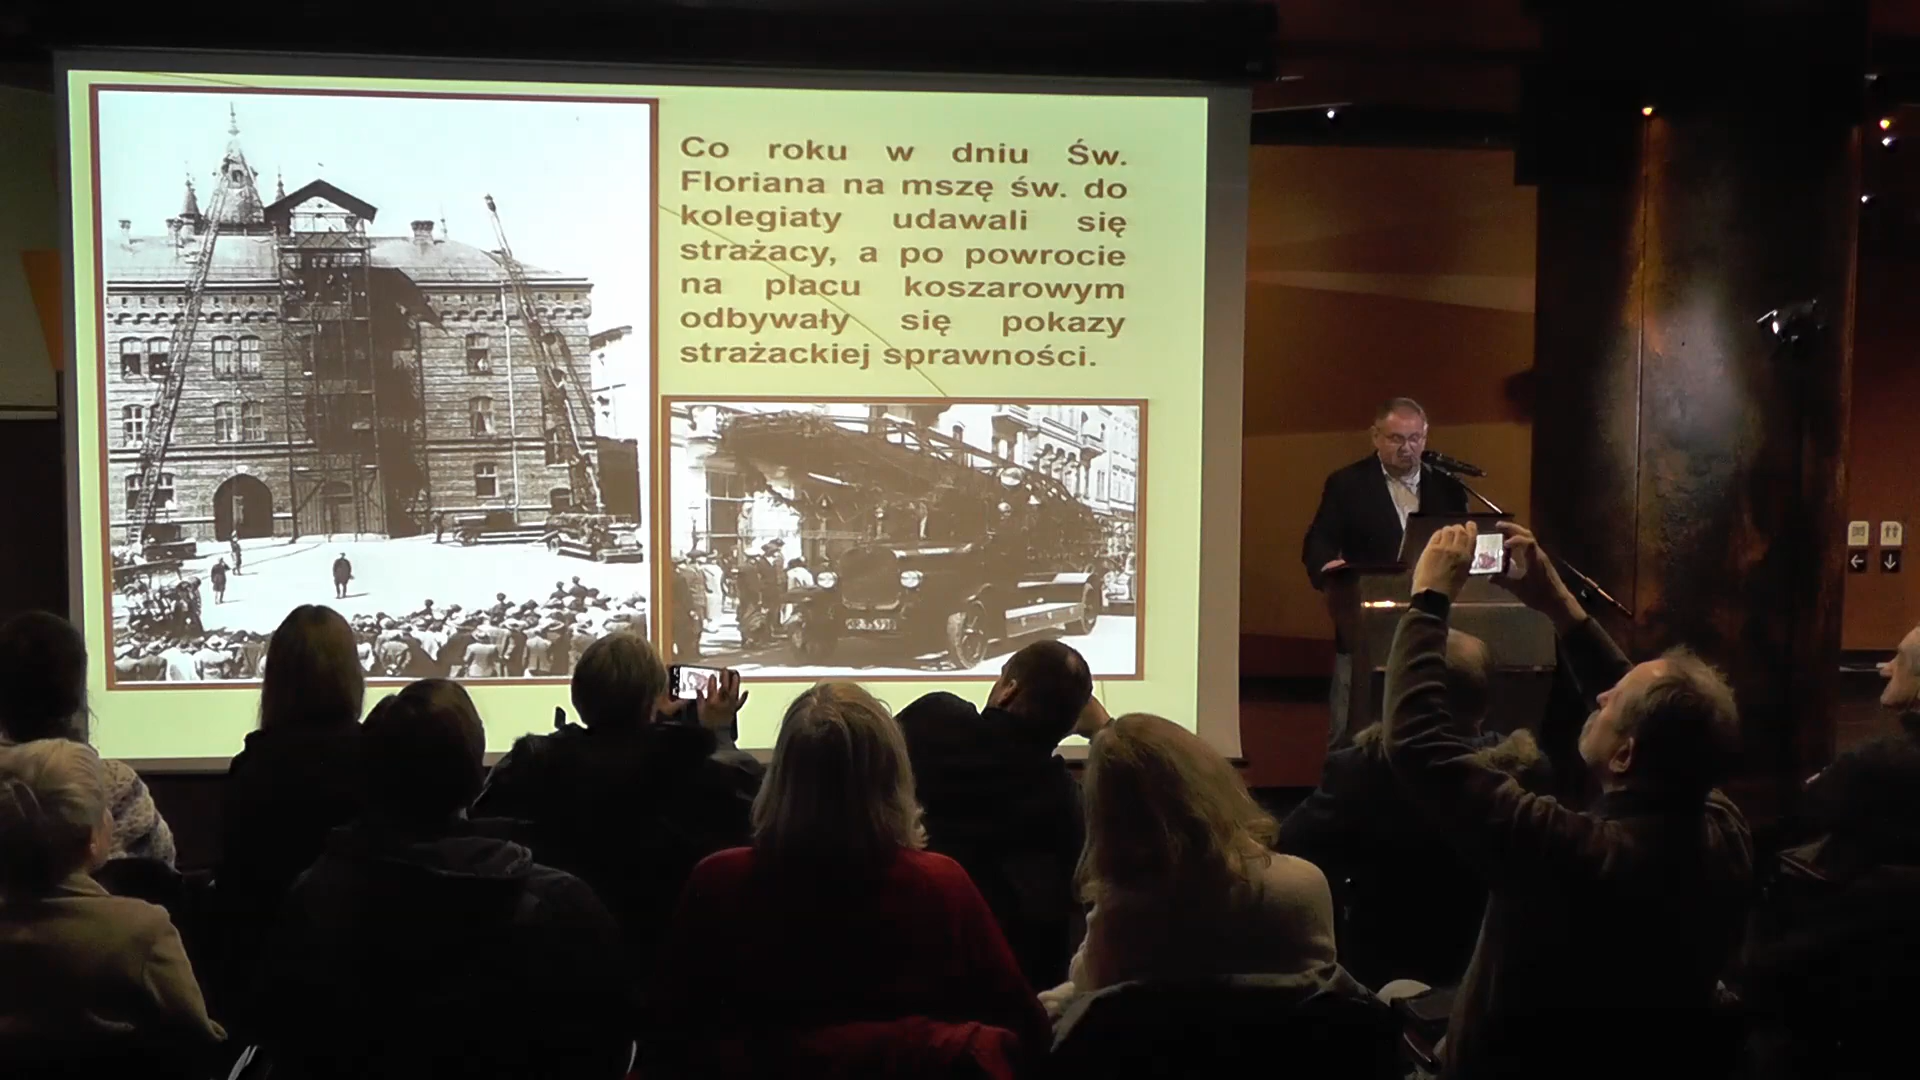 Co roku w dniu Św.
Floriana na mszę św. do
kolegiaty udawali się
strażacy, a po powrocie
na placu koszarowym
odbywały się pokazy
strażackiej sprawności.